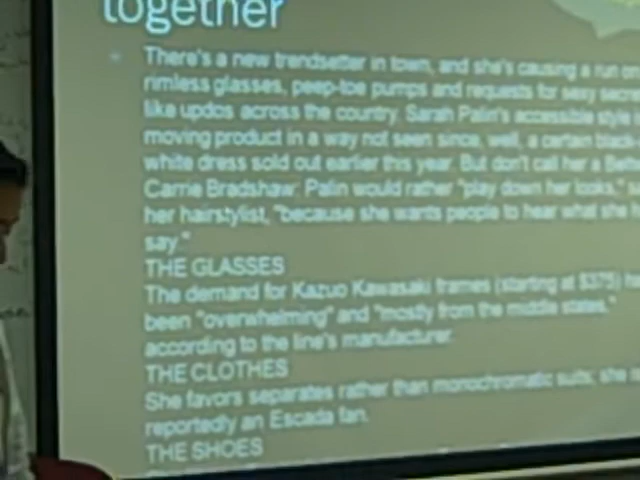 together
There's a new trendsetter in town, and she's causing a run on
rimless glasses, peep-toe pumps and requests for sexy
like updos across the country. Sarah Palin's accessible style
moving product in a way not seen since, well, a certain
white dress sold out earlier this year. But don't call her a
Carrie Bradshaw: Palin would rather "play down her looks,"
her hairstylist, "because she wants people to hear what she
say."
THE GLASSES
The demand for Kazuo Kawasaki frames (starting at $375)
been "overwhelming" and "mostly from the middle states,"
according to the line's manufacturer.
THE CLOTHES
She favors separates rather than monochromatic suits; she
reportedly an Escada fan.
THE SHOES